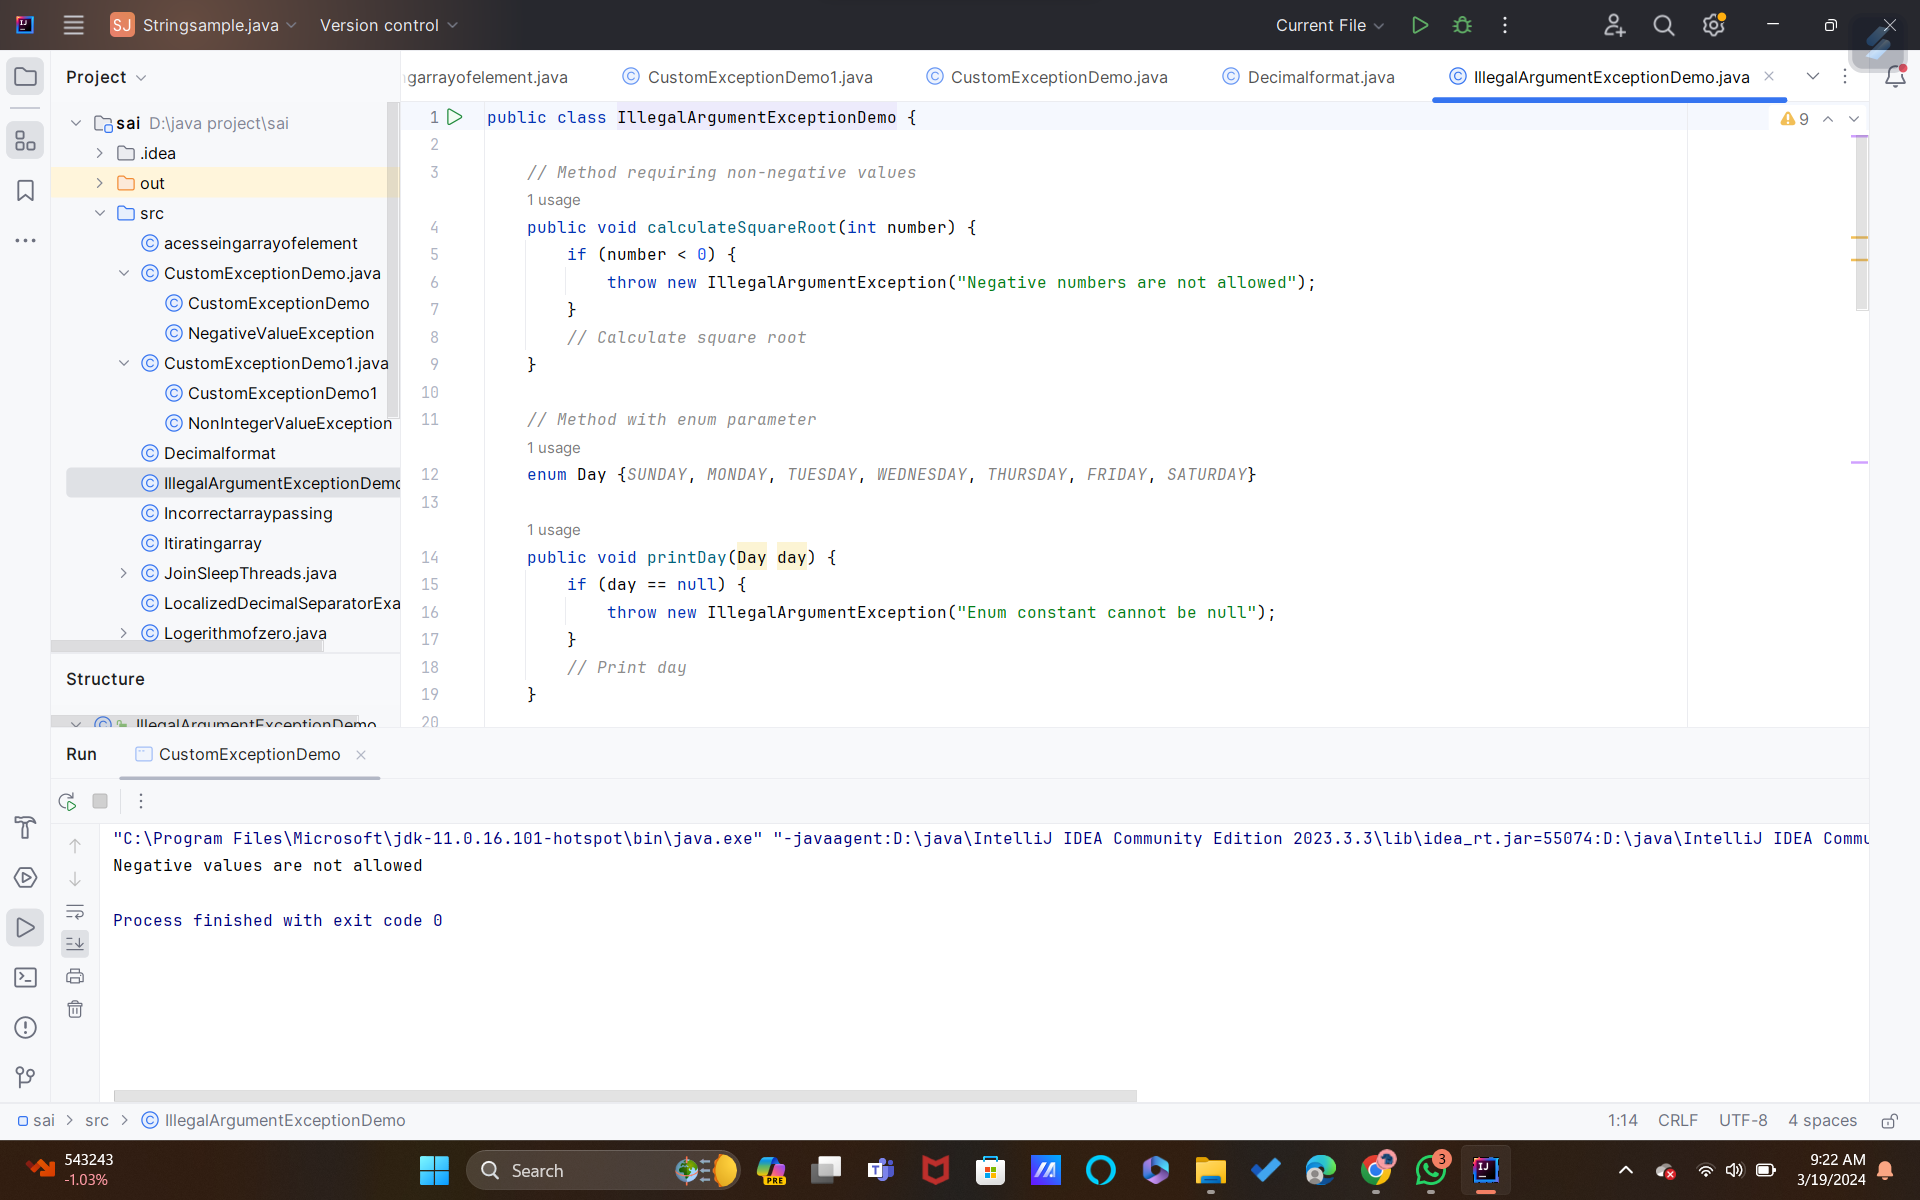 SJ Stringsample.java Version control Current File
Project
garrayofelement.java CustomExceptionDemo1.java CustomExceptionDemo.java Decimalformat.java IllegalArgumentExceptionDemo.java
sai D:\java project\sai
.idea
out
src
acesseingarrayofelement
CustomExceptionDemo.java
CustomExceptionDemo
NegativeValueException
CustomExceptionDemo1.java
CustomExceptionDemo1
NonIntegerValueException
Decimalformat
IllegalArgumentExceptionDemo
Incorrectarraypassing
Itiratingarray
JoinSleepThreads.java
LocalizedDecimalSeparatorExa
Logerithmofzero.java
Structure
IllegalArgumentExceptionDemo
1 public class IllegalArgumentExceptionDemo { 9
2
3 // Method requiring non-negative values
1 usage
4 public void calculateSquareRoot(int number) {
5 if (number < 0) {
6 throw new IllegalArgumentException("Negative numbers are not allowed");
7 }
8 // Calculate square root
9 }
10
11 // Method with enum parameter
1 usage
12 enum Day {SUNDAY, MONDAY, TUESDAY, WEDNESDAY, THURSDAY, FRIDAY, SATURDAY}
13
1 usage
14 public void printDay(Day day) {
15 if (day == null) {
16 throw new IllegalArgumentException("Enum constant cannot be null");
17 }
18 // Print day
19 }
20
Run CustomExceptionDemo
"C:\Program Files\Microsoft\jdk-11.0.16.101-hotspot\bin\java.exe" "-javaagent:D:\java\IntelliJ IDEA Community Edition 2023.3.3\lib\idea_rt.jar=55074:D:\java\IntelliJ IDEA Commu
Negative values are not allowed
Process finished with exit code 0
sai > src > IllegalArgumentExceptionDemo 1:14 CRLF UTF-8 4 spaces
543243
-1.03%
Search
PRE
3
9:22 AM
3/19/2024